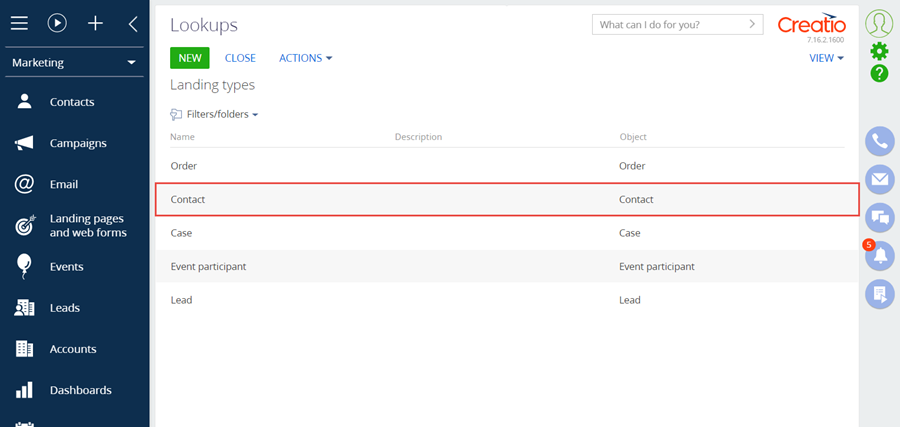 Lookups
What can I do for you?
Creatio
7.16.2.1600
Marketing
NEW
CLOSE
ACTIONS
VIEW
Landing types
Contacts
Filters/folders
Name
Description
Object
Campaigns
Order
Order
Email
Contact
Contact
Landing pages
and web forms
Case
Case
Events
Event participant
Event participant
5
Leads
Lead
Lead
Accounts
Dashboards